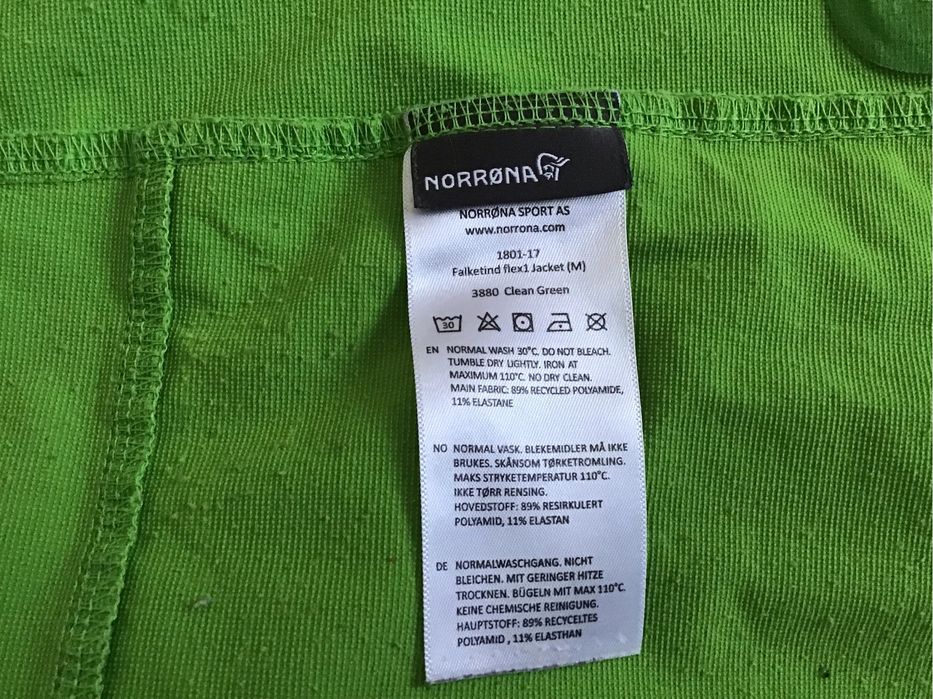 NORRØNA
NORRØNA SPORT AS
www.norrona.com
1801-17
Falketind flex1 Jacket (M)
3880 Clean Green
30
EN NORMAL WASH 30°C. DO NOT BLEACH.
TUMBLE DRY LIGHTLY. IRON AT
MAXIMUM 110°C. NO DRY CLEAN.
MAIN FABRIC: 89% RECYCLED POLYAMIDE,
11% ELASTANE
NO NORMAL VASK. BLEKEMIDLER MÅ IKKE
BRUKES. SKÅNSOM TØRKETROMLING.
MAKS STRYKETEMPERATUR 110°C.
IKKE TØRR RENSING.
HOVEDSTOFF: 89% RESIRKULERT
POLYAMID, 11% ELASTAN
DE NORMALWASCHGANG. NICHT
BLEICHEN. MIT GERINGER HITZE
TROCKNEN. BÜGELN MIT MAX 110°C.
KEINE CHEMISCHE REINIGUNG.
HAUPTSTOFF: 89% RECYCELTES
POLYAMID , 11% ELASTHAN